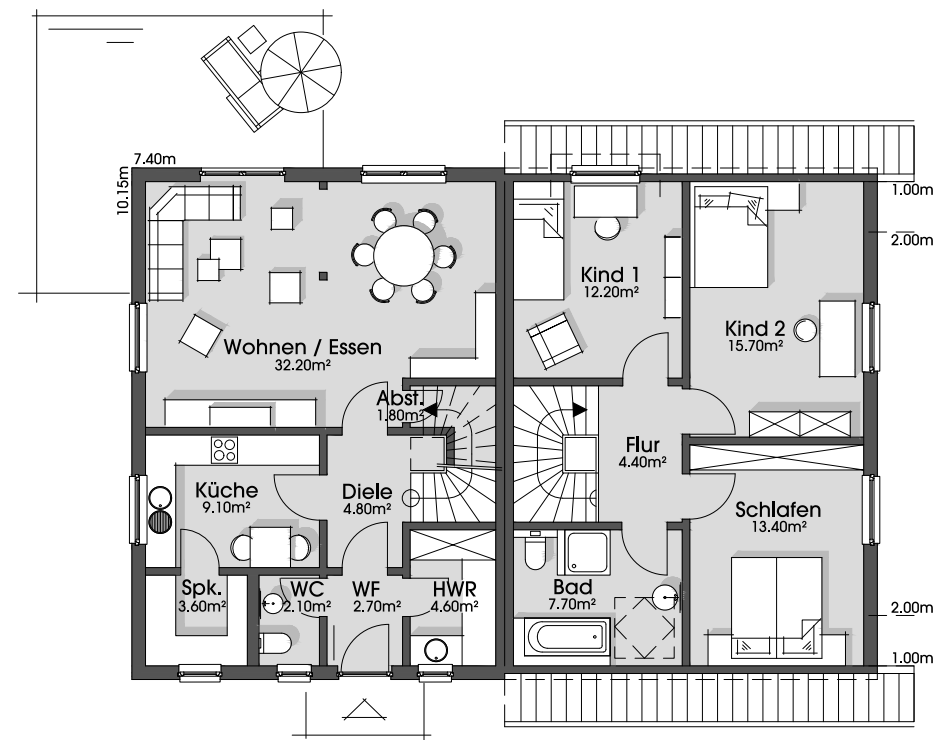 7.40m
10.15m
1.00m
2.00m
Kind 1
12.20m²
Kind 2
15.70m²
Wohnen / Essen
32.20m²
Abst.
1.80m²
Flur
4.40m²
Küche
9.10m²
Diele
4.80m²
Schlafen
13.40m²
Spk.
3.60m²
WC
2.10m²
WF
2.70m²
HWR
4.60m²
Bad
7.70m²
2.00m
1.00m